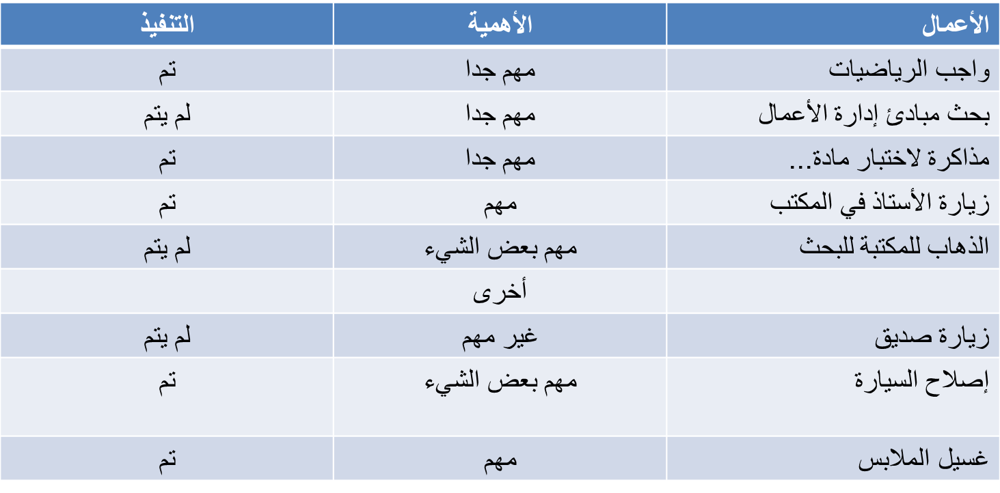 الأعمال الأهمية التنفيذ
واجب الرياضيات مهم جدا تم
بحث مبادئ إدارة الأعمال مهم جدا لم يتم
مذاكرة لاختبار مادة... مهم جدا تم
زيارة الأستاذ في المكتب مهم تم
الذهاب للمكتبة للبحث مهم بعض الشيء لم يتم
أخرى
زيارة صديق غير مهم لم يتم
إصلاح السيارة مهم بعض الشيء تم
غسيل الملابس مهم تم